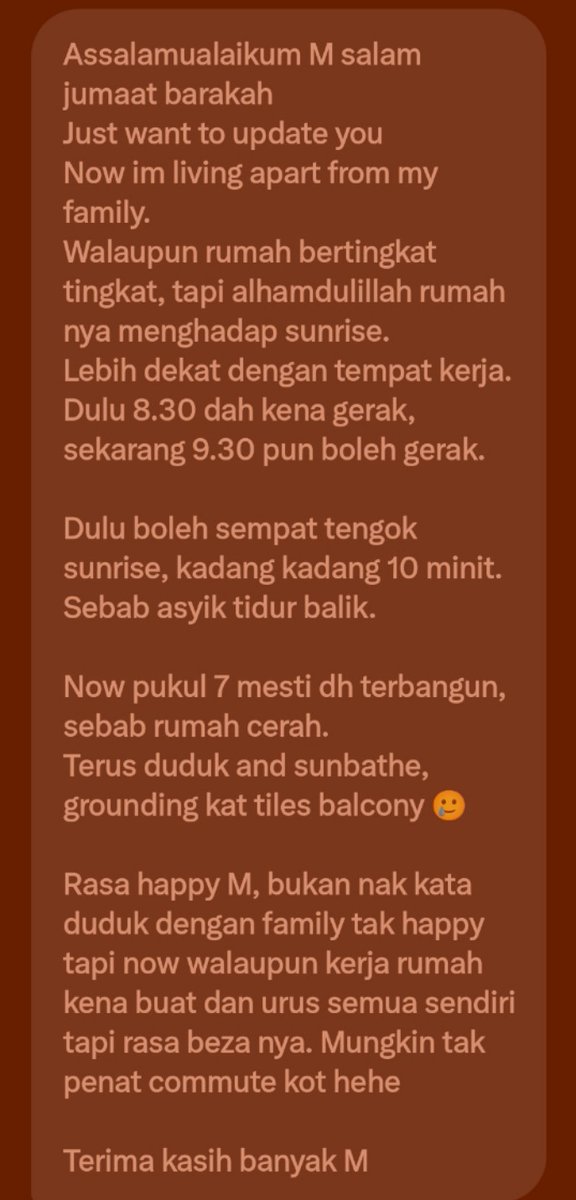 Assalamualaikum M salam
jumaat barakah
Just want to update you
Now im living apart from my
family.
Walaupun rumah bertingkat
tingkat, tapi alhamdulillah rumah
nya menghadap sunrise.
Lebih dekat dengan tempat kerja.
Dulu 8.30 dah kena gerak,
sekarang 9.30 pun boleh gerak.
Dulu boleh sempat tengok
sunrise, kadang kadang 10 minit.
Sebab asyik tidur balik.
Now pukul 7 mesti dh terbangun,
sebab rumah cerah.
Terus duduk and sunbathe,
grounding kat tiles balcony 🥲
Rasa happy M, bukan nak kata
duduk dengan family tak happy
tapi now walaupun kerja rumah
kena buat dan urus semua sendiri
tapi rasa beza nya. Mungkin tak
penat commute kot hehe
Terima kasih banyak M